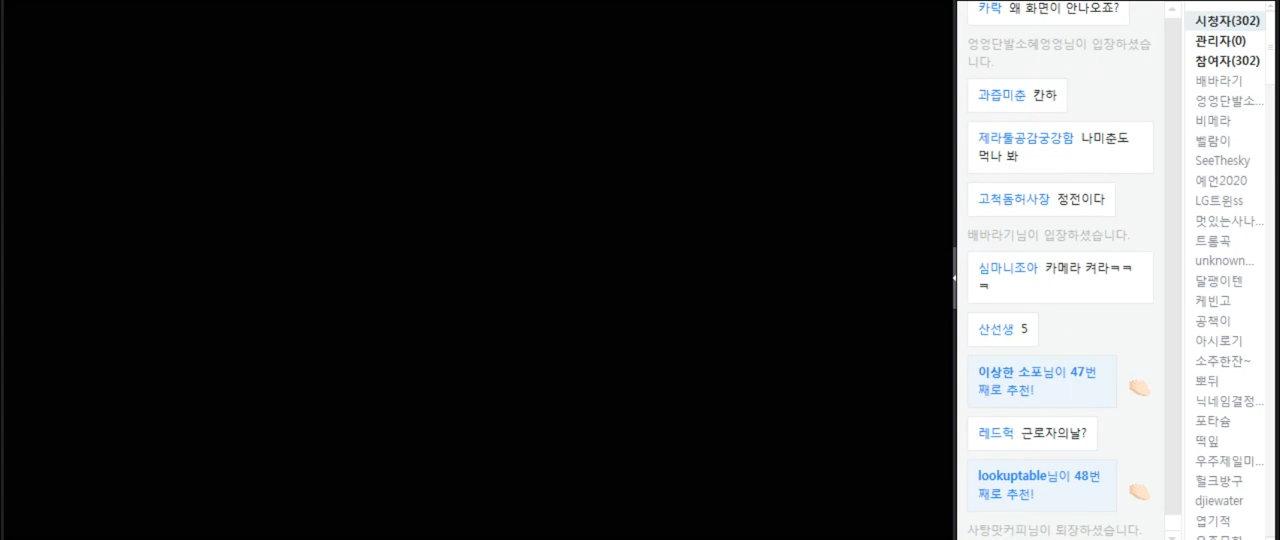 카락 왜 화면이 안나오죠?
엉엉단발소혜엉엉님이 입장하셨습
니다.
과즙미춘 칸하
제라툴공감궁강함 나미춘도
먹나 봐
고척돔허사장 정전이다
배바라기님이 입장하셨습니다.
심마니조아 카메라 켜라ㅋㅋ
ㅋ
산선생 5
이상한 소포님이 47번
째로 추천!
레드헉 근로자의날?
lookuptable님이 48번
째로 추천!
사탕맛커피님이 퇴장하셨습니다.
시청자(302)
관리자(0)
참여자(302)
배바라기
엉엉단발소...
비메라
벨람이
SeeThesky
예언2020
LG트윈ss
멋있는사나...
트롬곡
unknown...
달팽이텐
케빈고
공책이
아시로기
소주한잔~
뽀뒤
닉네임결정...
포타슘
떡잎
우주제일미...
헐크방구
djiewater
엽기적